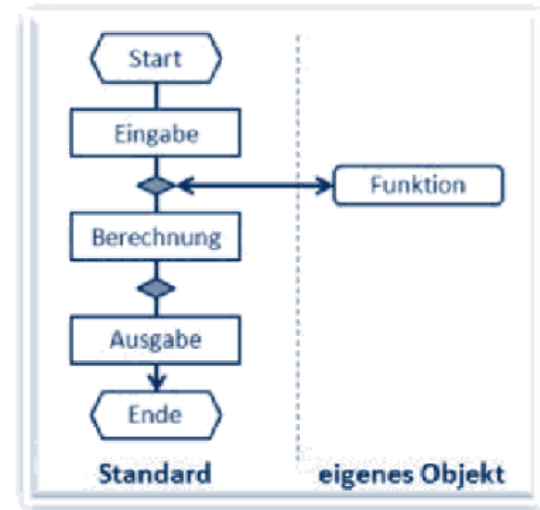 Start
Eingabe
Funktion
Berechnung
Ausgabe
Ende
Standard
eigenes Objekt